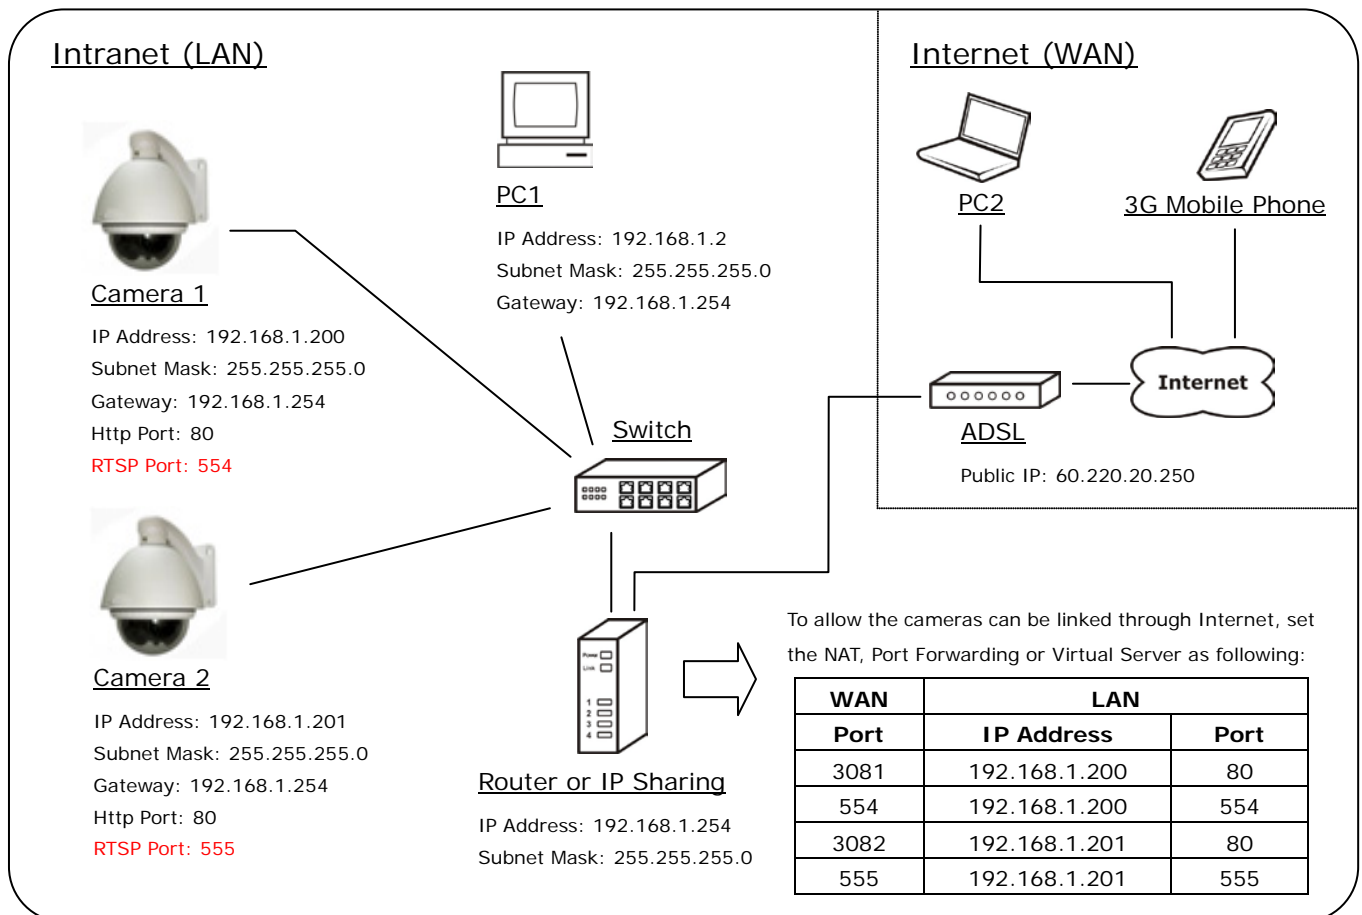 Intranet (LAN)
Internet (WAN)
PC1
IP Address: 192.168.1.2
Subnet Mask: 255.255.255.0
Gateway: 192.168.1.254
PC2
3G Mobile Phone
Camera 1
IP Address: 192.168.1.200
Subnet Mask: 255.255.255.0
Gateway: 192.168.1.254
Http Port: 80
RTSP Port: 554
Internet
ADSL
Public IP: 60.220.20.250
Switch
Camera 2
IP Address: 192.168.1.201
Subnet Mask: 255.255.255.0
Gateway: 192.168.1.254
Http Port: 80
RTSP Port: 555
Power
Link
1
2
3
4
Router or IP Sharing
IP Address: 192.168.1.254
Subnet Mask: 255.255.255.0
To allow the cameras can be linked through Internet, set
the NAT, Port Forwarding or Virtual Server as following:
WAN LAN
Port IP Address Port
3081 192.168.1.200 80
554 192.168.1.200 554
3082 192.168.1.201 80
555 192.168.1.201 555